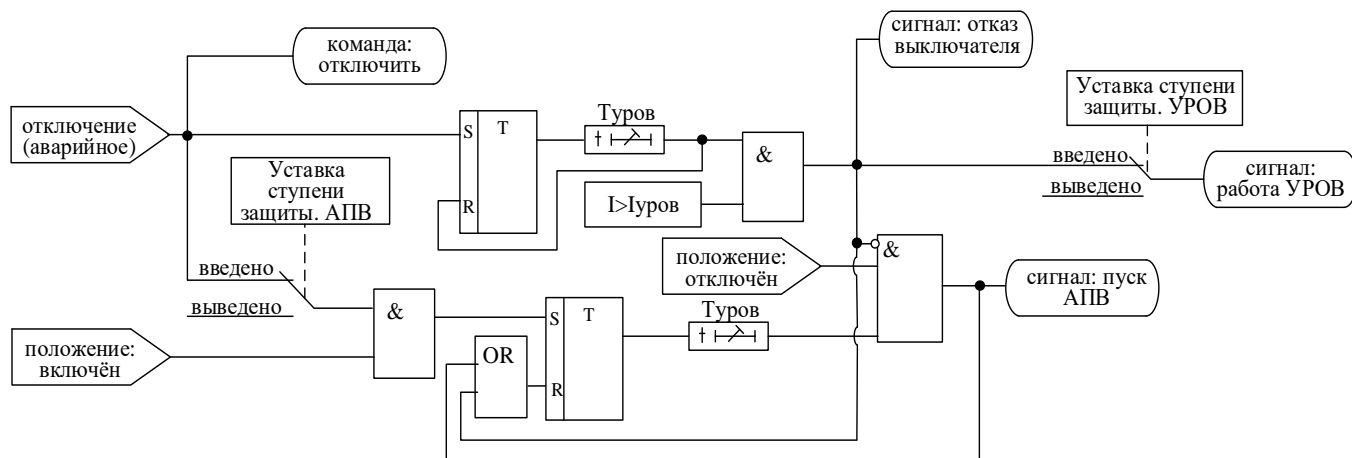 команда:
отключить
сигнал: отказ
выключателя
Уставка ступени
защиты. УРОВ
отключение
(аварийное)
S
T
R
Туров
&
I>Iуров
введено
выведено
сигнал:
работа УРОВ
Уставка
ступени
защиты. АПВ
введено
выведено
положение:
отключён
&
сигнал: пуск
АПВ
положение:
включён
&
S
T
R
OR
Туров